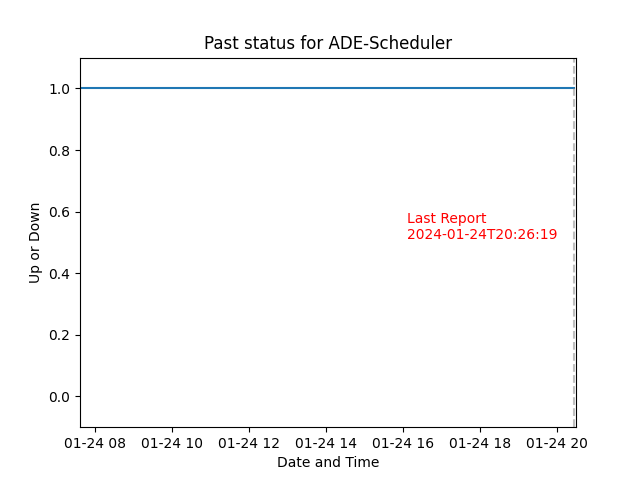 Past status for ADE-Scheduler
Up or Down
1.0
0.8
0.6
0.4
0.2
0.0
Last Report
2024-01-24T20:26:19
01-24 08 01-24 10 01-24 12 01-24 14 01-24 16 01-24 18 01-24 20
Date and Time